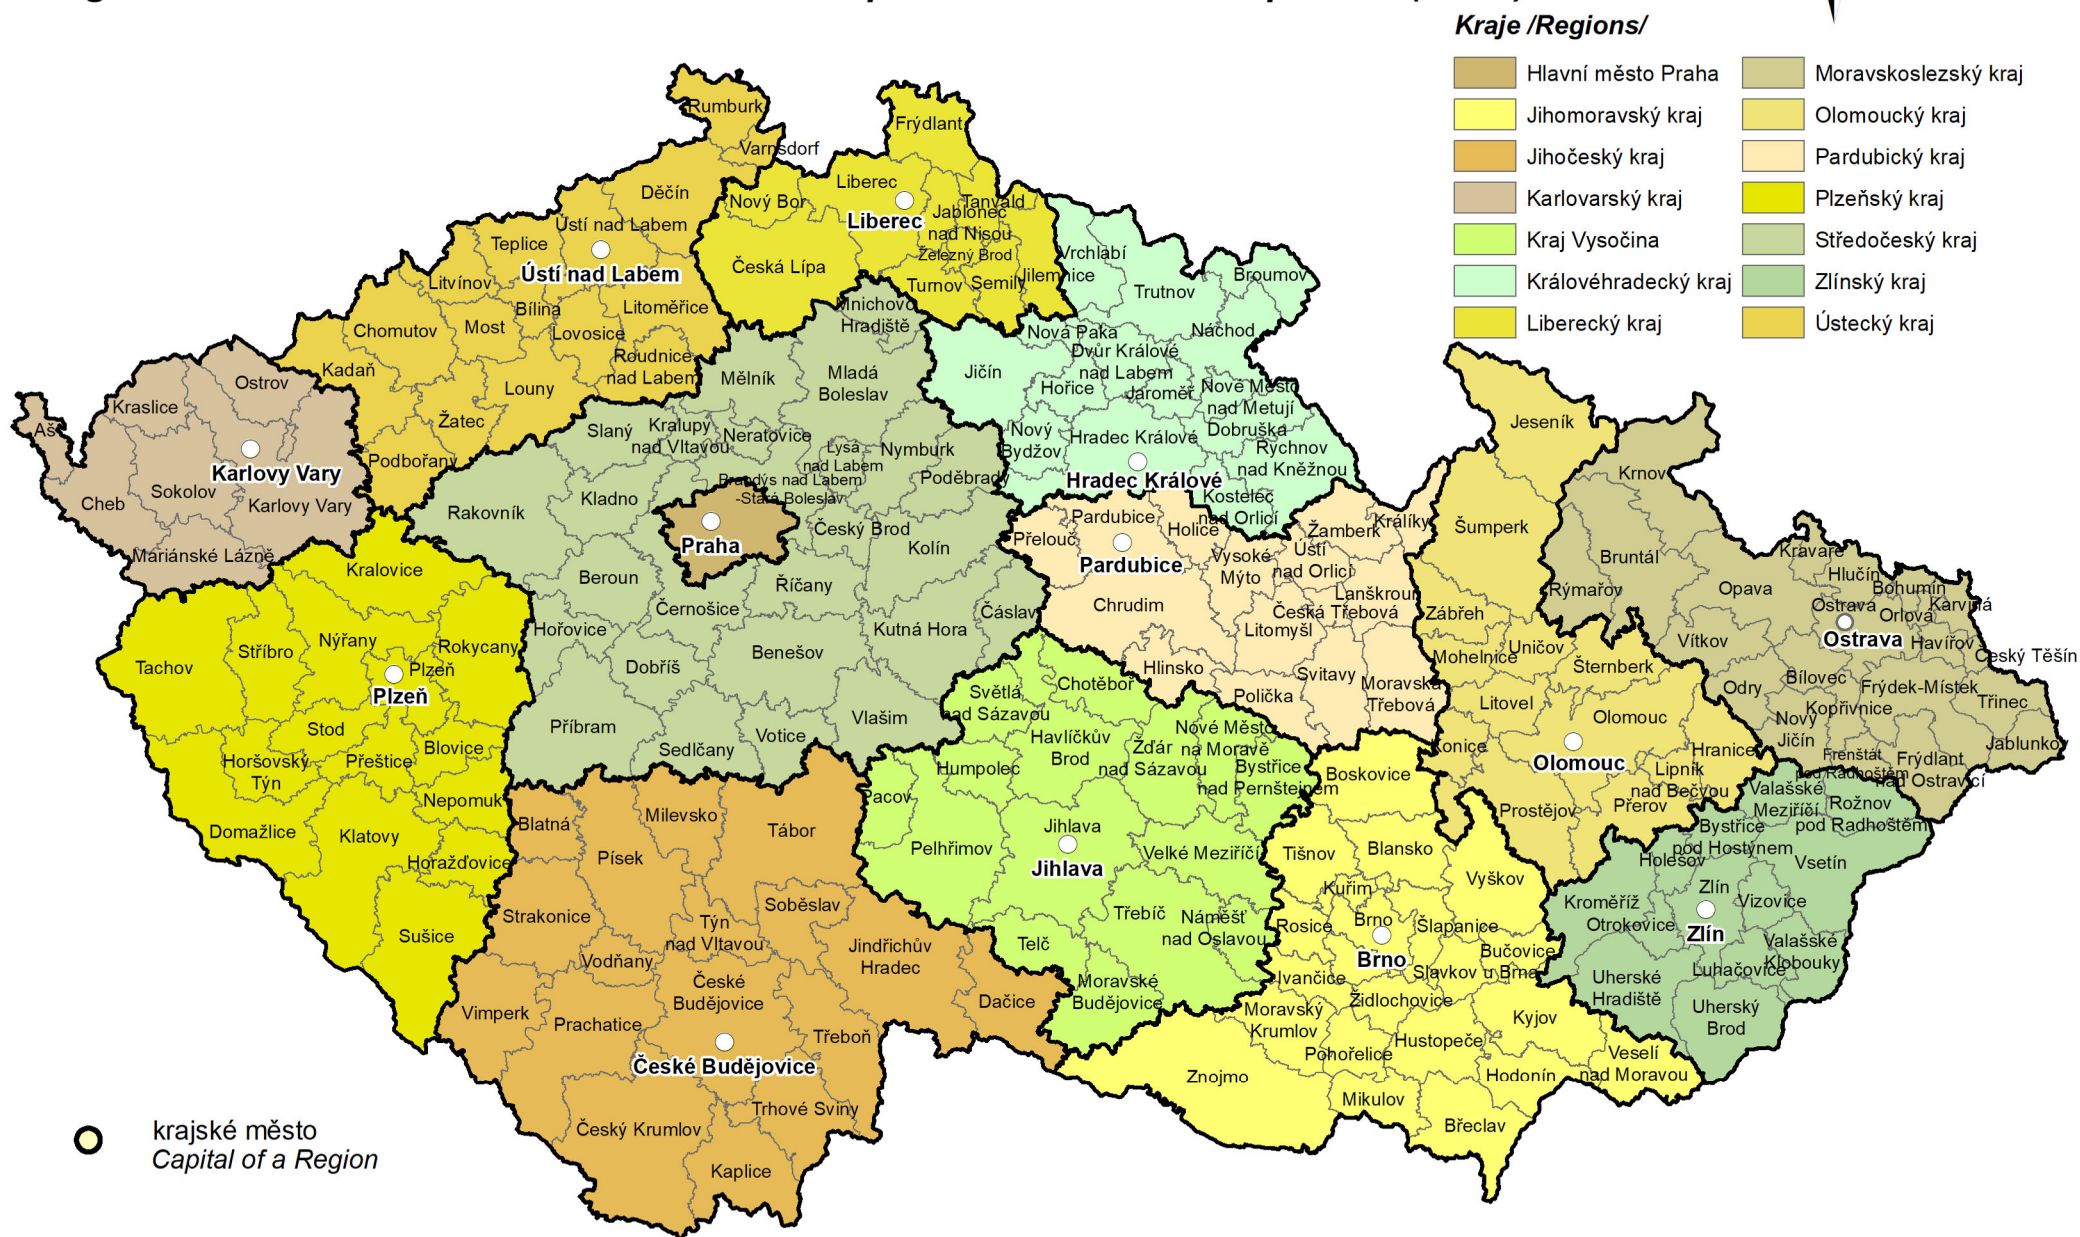 Kraje /Regions/
Hlavní město Praha
Jihomoravský kraj
Jihočeský kraj
Karlovarský kraj
Kraj Vysočina
Královéhradecký kraj
Liberecký kraj
Moravskoslezský kraj
Olomoucký kraj
Pardubický kraj
Plzeňský kraj
Středočeský kraj
Zlínský kraj
Ústecký kraj
Rumburk
Varnsdorf
Děčín
Ústí nad Labem
Teplice
Ústí nad Labem
Litvínov
Bílina
Litoměřice
Chomutov
Most
Lovosice
Roudnice
nad Labem
Kadaň
Louny
Žatec
Podbořany
Frýdlant
Liberec
Nový Bor
Liberec
Tanvald
Jablonec
nad Nisou
Železný Brod
Česká Lípa
Turnov
Semily
Jilemnice
Vrchlabí
Trutnov
Broumov
Nová Paka
Náchod
Dvůr Králové
nad Labem
Jičín
Hořice
Jaroměř
Nové Město
nad Metují
Dobruška
Nový
Bydžov
Hradec Králové
Rychnov
nad Kněžnou
Hradec Králové
Kostelec
nad Orlicí
Ostrov
Kraslice
Aš
Karlovy Vary
Sokolov
Cheb
Karlovy Vary
Mariánské Lázně
Mnichovo
Hradiště
Mělník
Mladá
Boleslav
Slaný
Kralupy
nad Vltavou
Neratovice
Lysá
nad Labem
Nymburk
Brandýs nad Labem
-Stará Boleslav
Poděbrady
Kladno
Rakovník
Praha
Český Brod
Kolín
Beroun
Říčany
Černošice
Čáslav
Hořovice
Kutná Hora
Dobříš
Benešov
Příbram
Vlašim
Sedlčany
Votice
Kralovice
Nýřany
Rokycany
Stříbro
Tachov
Plzeň
Plzeň
Stod
Blovice
Horšovský
Týn
Přeštice
Nepomuk
Domažlice
Klatovy
Horažďovice
Sušice
Blatná
Milevsko
Tábor
Písek
Strakonice
Soběslav
Týn
nad Vltavou
Jindřichův
Hradec
Vodňany
České
Budějovice
Dačice
Vimperk
Prachatice
Třeboň
České Budějovice
Trhové Sviny
Český Krumlov
Kaplice
Pardubice
Holice
Přelouč
Pardubice
Králíky
Žamberk
Vysoké
Mýto
Ústí
nad Orlicí
Lanškroun
Chrudim
Česká Třebová
Litomyšl
Hlinsko
Svitavy
Polička
Moravská
Třebová
Světlá
nad Sázavou
Chotěboř
Havlíčkův
Brod
Nové Město
na Moravě
Žďár
nad Sázavou
Humpolec
Bystřice
nad Pernštejnem
Pacov
Jihlava
Pelhřimov
Jihlava
Velké Meziříčí
Třebíč
Náměšť
nad Oslavou
Telč
Moravské
Budějovice
Boskovice
Tišnov
Blansko
Vyškov
Kuřim
Rosice
Brno
Šlapanice
Brno
Bučovice
Ivančice
Slavkov u Brna
Židlochovice
Moravský
Krumlov
Kyjov
Hustopeče
Pohořelice
Veselí
nad Moravou
Znojmo
Hodonín
Mikulov
Břeclav
Jeseník
Šumperk
Zábřeh
Mohelnice
Uničov
Šternberk
Litovel
Olomouc
Konice
Olomouc
Hranice
Lipník
nad Bečvou
Prostějov
Přerov
Krnov
Bruntál
Rýmařov
Opava
Kravaře
Hlučín
Bohumín
Ostrava
Orlová
Karviná
Ostrava
Havířov
Český Těšín
Vítkov
Bílovec
Odry
Frýdek-Místek
Kopřivnice
Třinec
Nový
Jičín
Jablunkov
Frenštát
pod Radhoštěm
Frýdlant
nad Ostravicí
Valašské
Meziříčí
Rožnov
pod Radhoštěm
Bystřice
pod Hostýnem
Holešov
Vsetín
Zlín
Kroměříž
Vizovice
Otrokovice
Zlín
Valašské
Klobouky
Luhačovice
Uherské
Hradiště
Uherský
Brod
krajské město
Capital of a Region